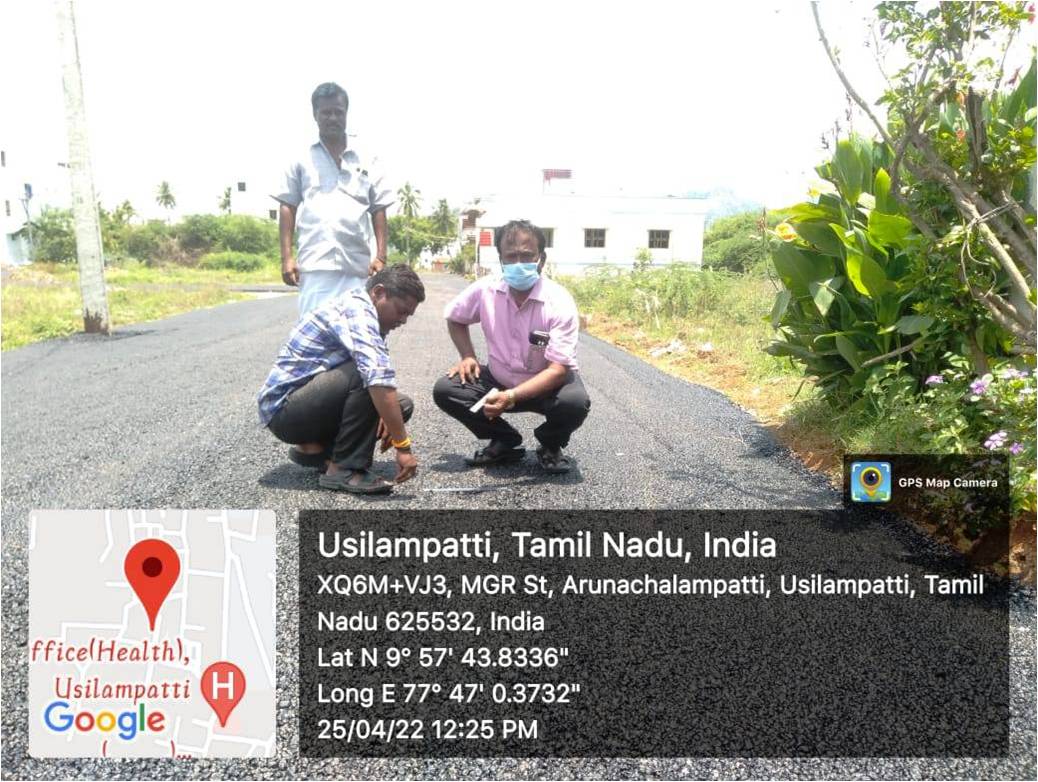 GPS Map Camera
Usilampatti, Tamil Nadu, India
XQ6M+VJ3, MGR St, Arunachalampatti, Usilampatti, Tamil
Nadu 625532, India
Lat N 9° 57' 43.8336"
Long E 77° 47' 0.3732"
25/04/22 12:25 PM
ffice(Health),
Usilampatti
H
Google